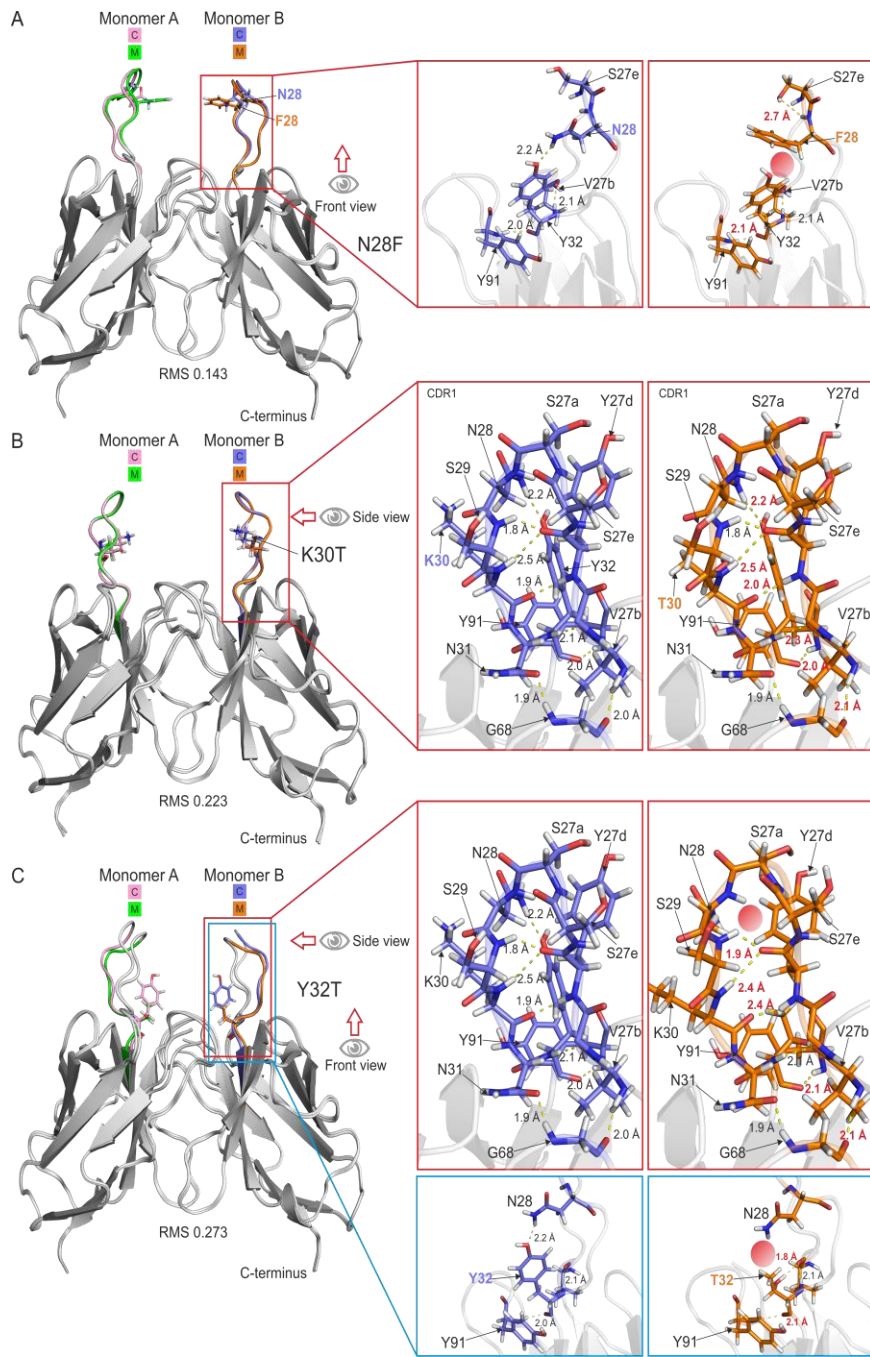 A
Monomer A
Monomer B
C
C
M
M
N28
F28
Front view
N28F
RMS 0.143
C-terminus
S27e
N28
2.2 Å
V27b
2.1 Å
2.0 Å
Y32
Y91
S27e
2.7 Å
F28
V27b
2.1 Å
2.1 Å
Y32
Y91
B
Monomer A
Monomer B
C
C
M
M
Side view
K30T
RMS 0.223
C-terminus
CDR1
S27a
Y27d
N28
S29
2.2 Å
S27e
1.8 Å
K30
2.5 Å
Y32
1.9 Å
V27b
Y91
2.1 Å
N31
2.0 Å
1.9 Å
2.0 Å
G68
CDR1
S27a
Y27d
N28
S29
2.2 Å
1.8 Å
S27e
2.5 Å
2.0 Å
T30
V27b
Y91
2.3 Å
N31
2.0 Å
1.9 Å
2.1 Å
G68
C
Monomer A
Monomer B
C
C
M
M
Side view
Y32T
Front view
RMS 0.273
C-terminus
S27a
Y27d
N28
S29
2.2 Å
S27e
1.8 Å
K30
2.5 Å
1.9 Å
V27b
Y91
2.1 Å
N31
2.0 Å
1.9 Å
2.0 Å
G68
S27a
Y27d
N28
S29
S27e
1.9 Å
2.4 Å
2.4 Å
K30
V27b
Y91
2.1 Å
N31
2.1 Å
1.9 Å
2.1 Å
G68
N28
2.2 Å
Y32
2.1 Å
2.0 Å
Y91
N28
1.8 Å
2.1 Å
T32
2.1 Å
Y91